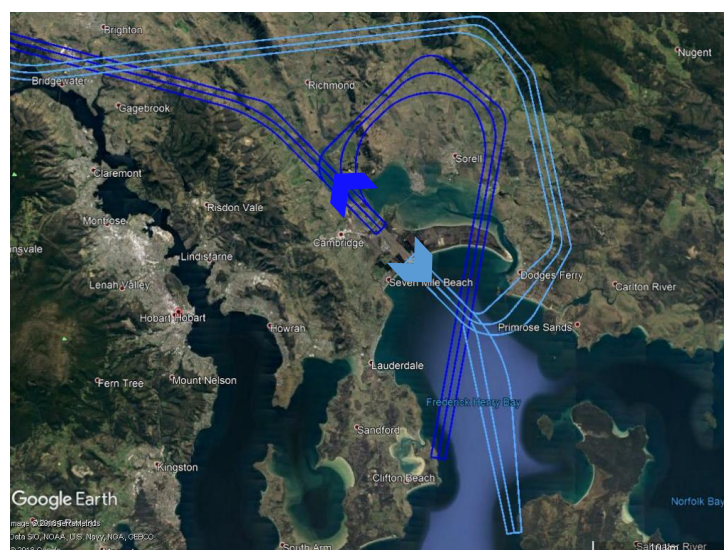 Brighton
Nugent
Bridgewater
Richmond
Gagebrook
Sorell
Claremont
Risdon Vale
Montrose
Cambridge
nnsvale
Lindisfarne
Lenah Valley
Seven Mile Beach
Dodges Ferry
Carlton River
Hobart Hobart
Howrah
Primrose Sands
Lauderdale
Fern Tree
Mount Nelson
Frederick Henry Bay
Sandford
Kingston
Clifton Beach
Google Earth
Norfolk Bay
Data SIO, NOAA, U.S. Navy, NGA, GEBCO
South Arm